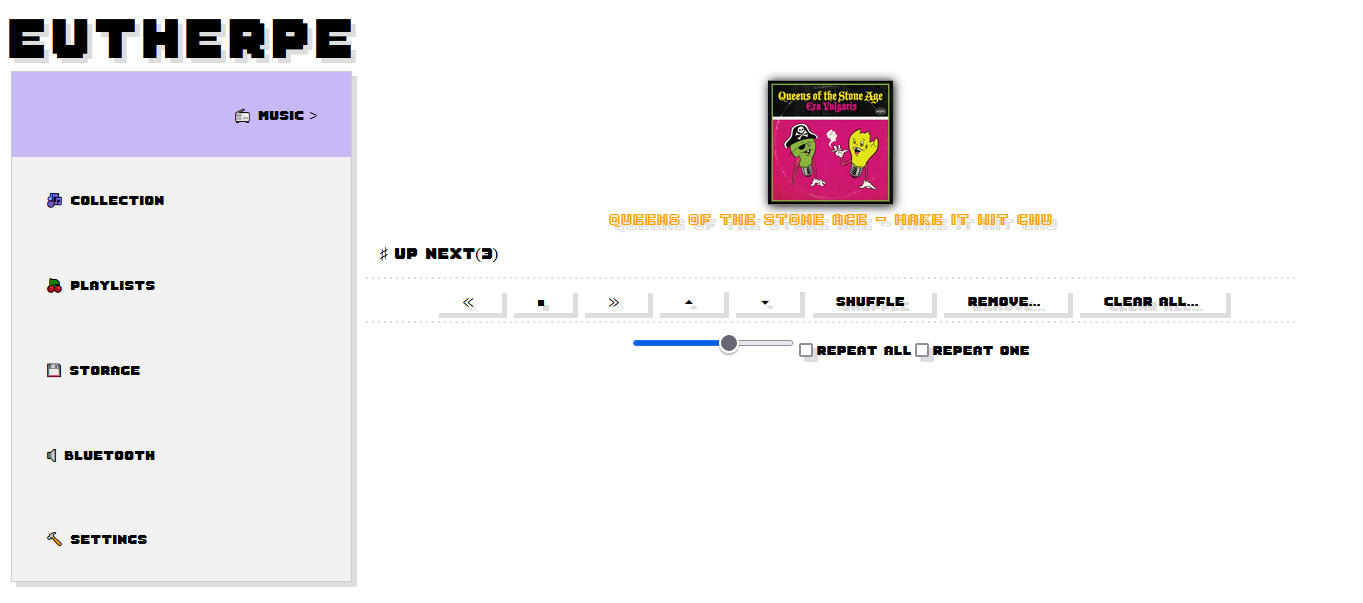 EUTHERPE
MUSIC >
COLLECTION
PLAYLISTS
STORAGE
BLUETOOTH
SETTINGS
Queens of the Stone Age
Era Vulgaris
QUEENS OF THE STONE AGE - MAKE IT WIT CHU
♯ UP NEXT(3)
« ■ » ▲ ▼ SHUFFLE REMOVE... CLEAR ALL...
REPEAT ALL REPEAT ONE